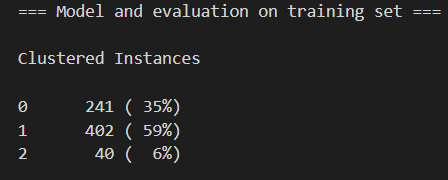 === Model and evaluation on training set ===
Clustered Instances
0      241 ( 35%)
1      402 ( 59%)
2       40 (  6%)